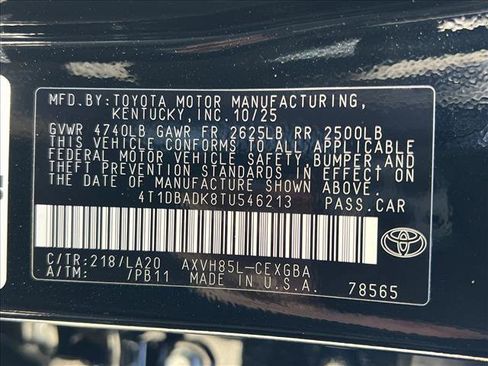 MFD.BY:TOYOTA MOTOR MANUFACTURING,
KENTUCKY,INC.10/25
GVWR 4740LB GAWR FR 2625LB RR 2500LB
THIS VEHICLE CONFORMS TO ALL APPLICABLE
FEDERAL MOTOR VEHICLE SAFETY,BUMPER,AND
THEFT PREVENTION STANDARDS IN EFFECT ON
THE DATE OF MANUFACTURE SHOWN ABOVE.
4T1DBADK8TU546213 PASS.CAR
C/TR:218/LA20 AXVH85L-CEXGBA
A/TM: 7PB11 MADE IN U.S.A. 78565